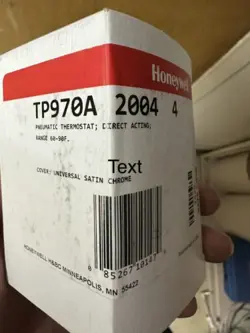 Honeywell
TP970A 2004 4
PNEUMATIC THERMOSTAT; DIRECT ACTING;
RANGE 60-90F.
Text
COVER: UNIVERSAL SATIN CHROME
HONEYWELL H&BC MINNEAPOLIS, MN 55422